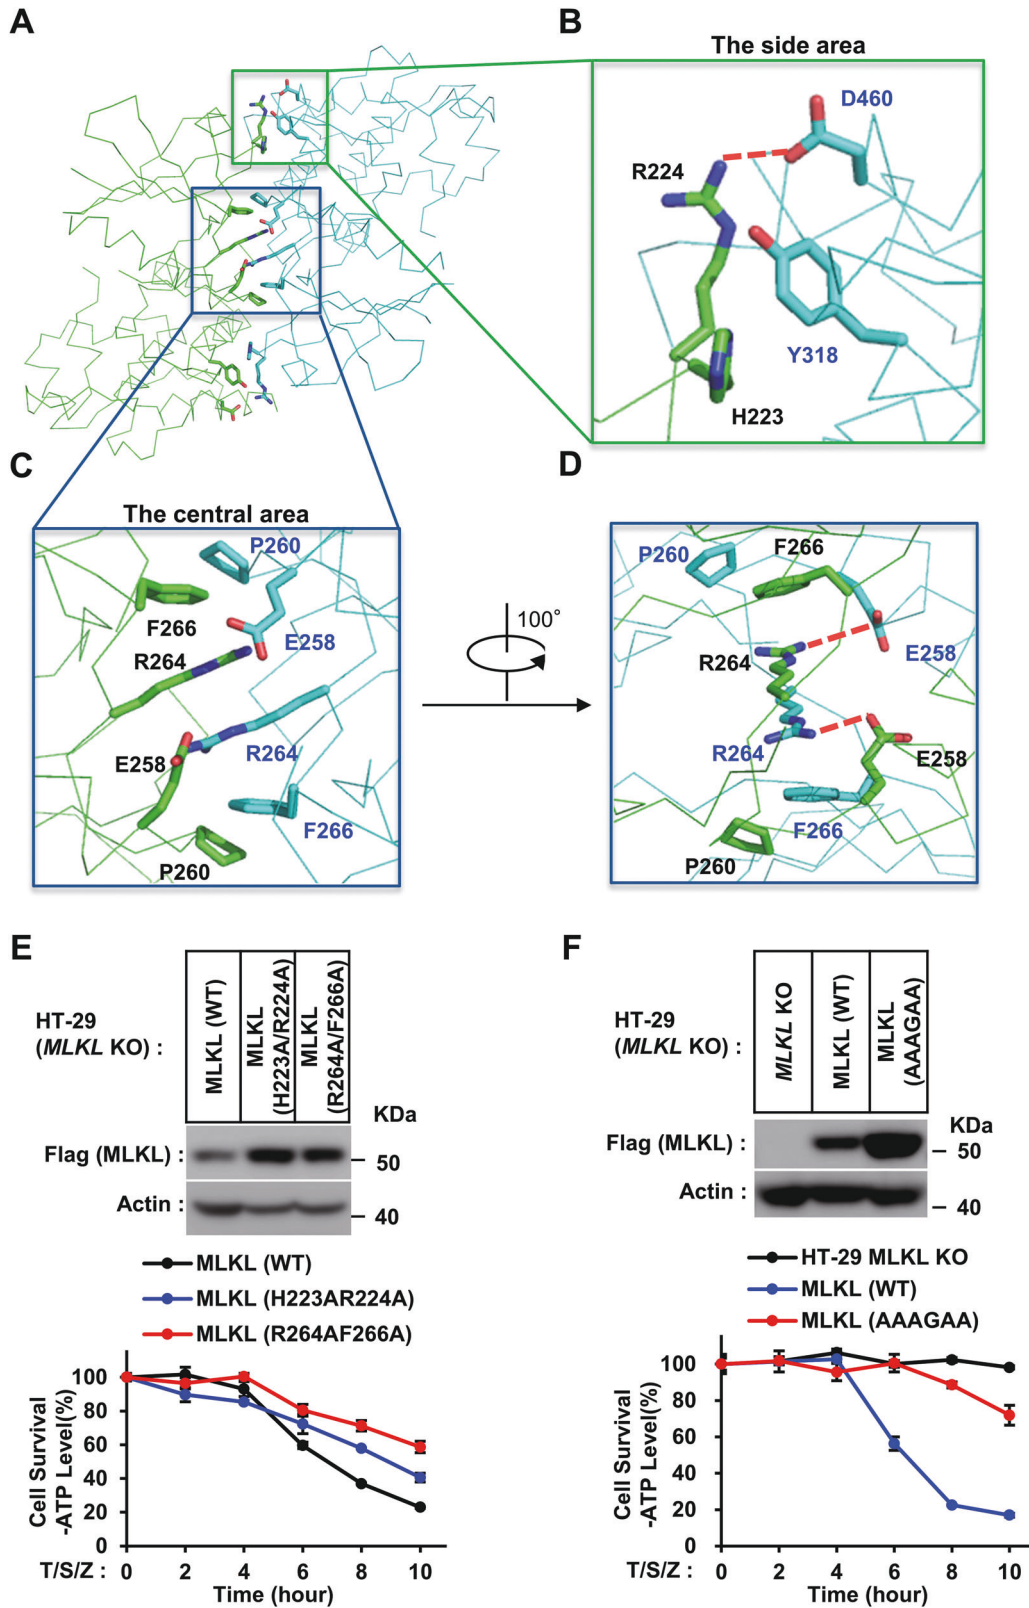 A
B
The side area
D460
R224
Y318
H223
C
The central area
P260
F266
E258
R264
R264
E258
F266
P260
100°
D
P260
F266
R264
E258
R264
E258
F266
P260
E
HT-29
(MLKL KO) :
MLKL (WT)
MLKL
(H223A/R224A)
MLKL
(R264A/F266A)
KDa
Flag (MLKL) :
50
Actin :
40
MLKL (WT)
MLKL (H223AR224A)
MLKL (R264AF266A)
Cell Survival
-ATP Level(%)
100
80
60
40
20
0
T/S/Z : 0 2 4 6 8 10
Time (hour)
F
HT-29
(MLKL KO) :
MLKL KO
MLKL (WT)
MLKL
(AAAGAA)
KDa
Flag (MLKL) :
50
Actin :
40
HT-29 MLKL KO
MLKL (WT)
MLKL (AAAGAA)
Cell Survival
-ATP Level(%)
100
80
60
40
20
0
T/S/Z : 0 2 4 6 8 10
Time (hour)